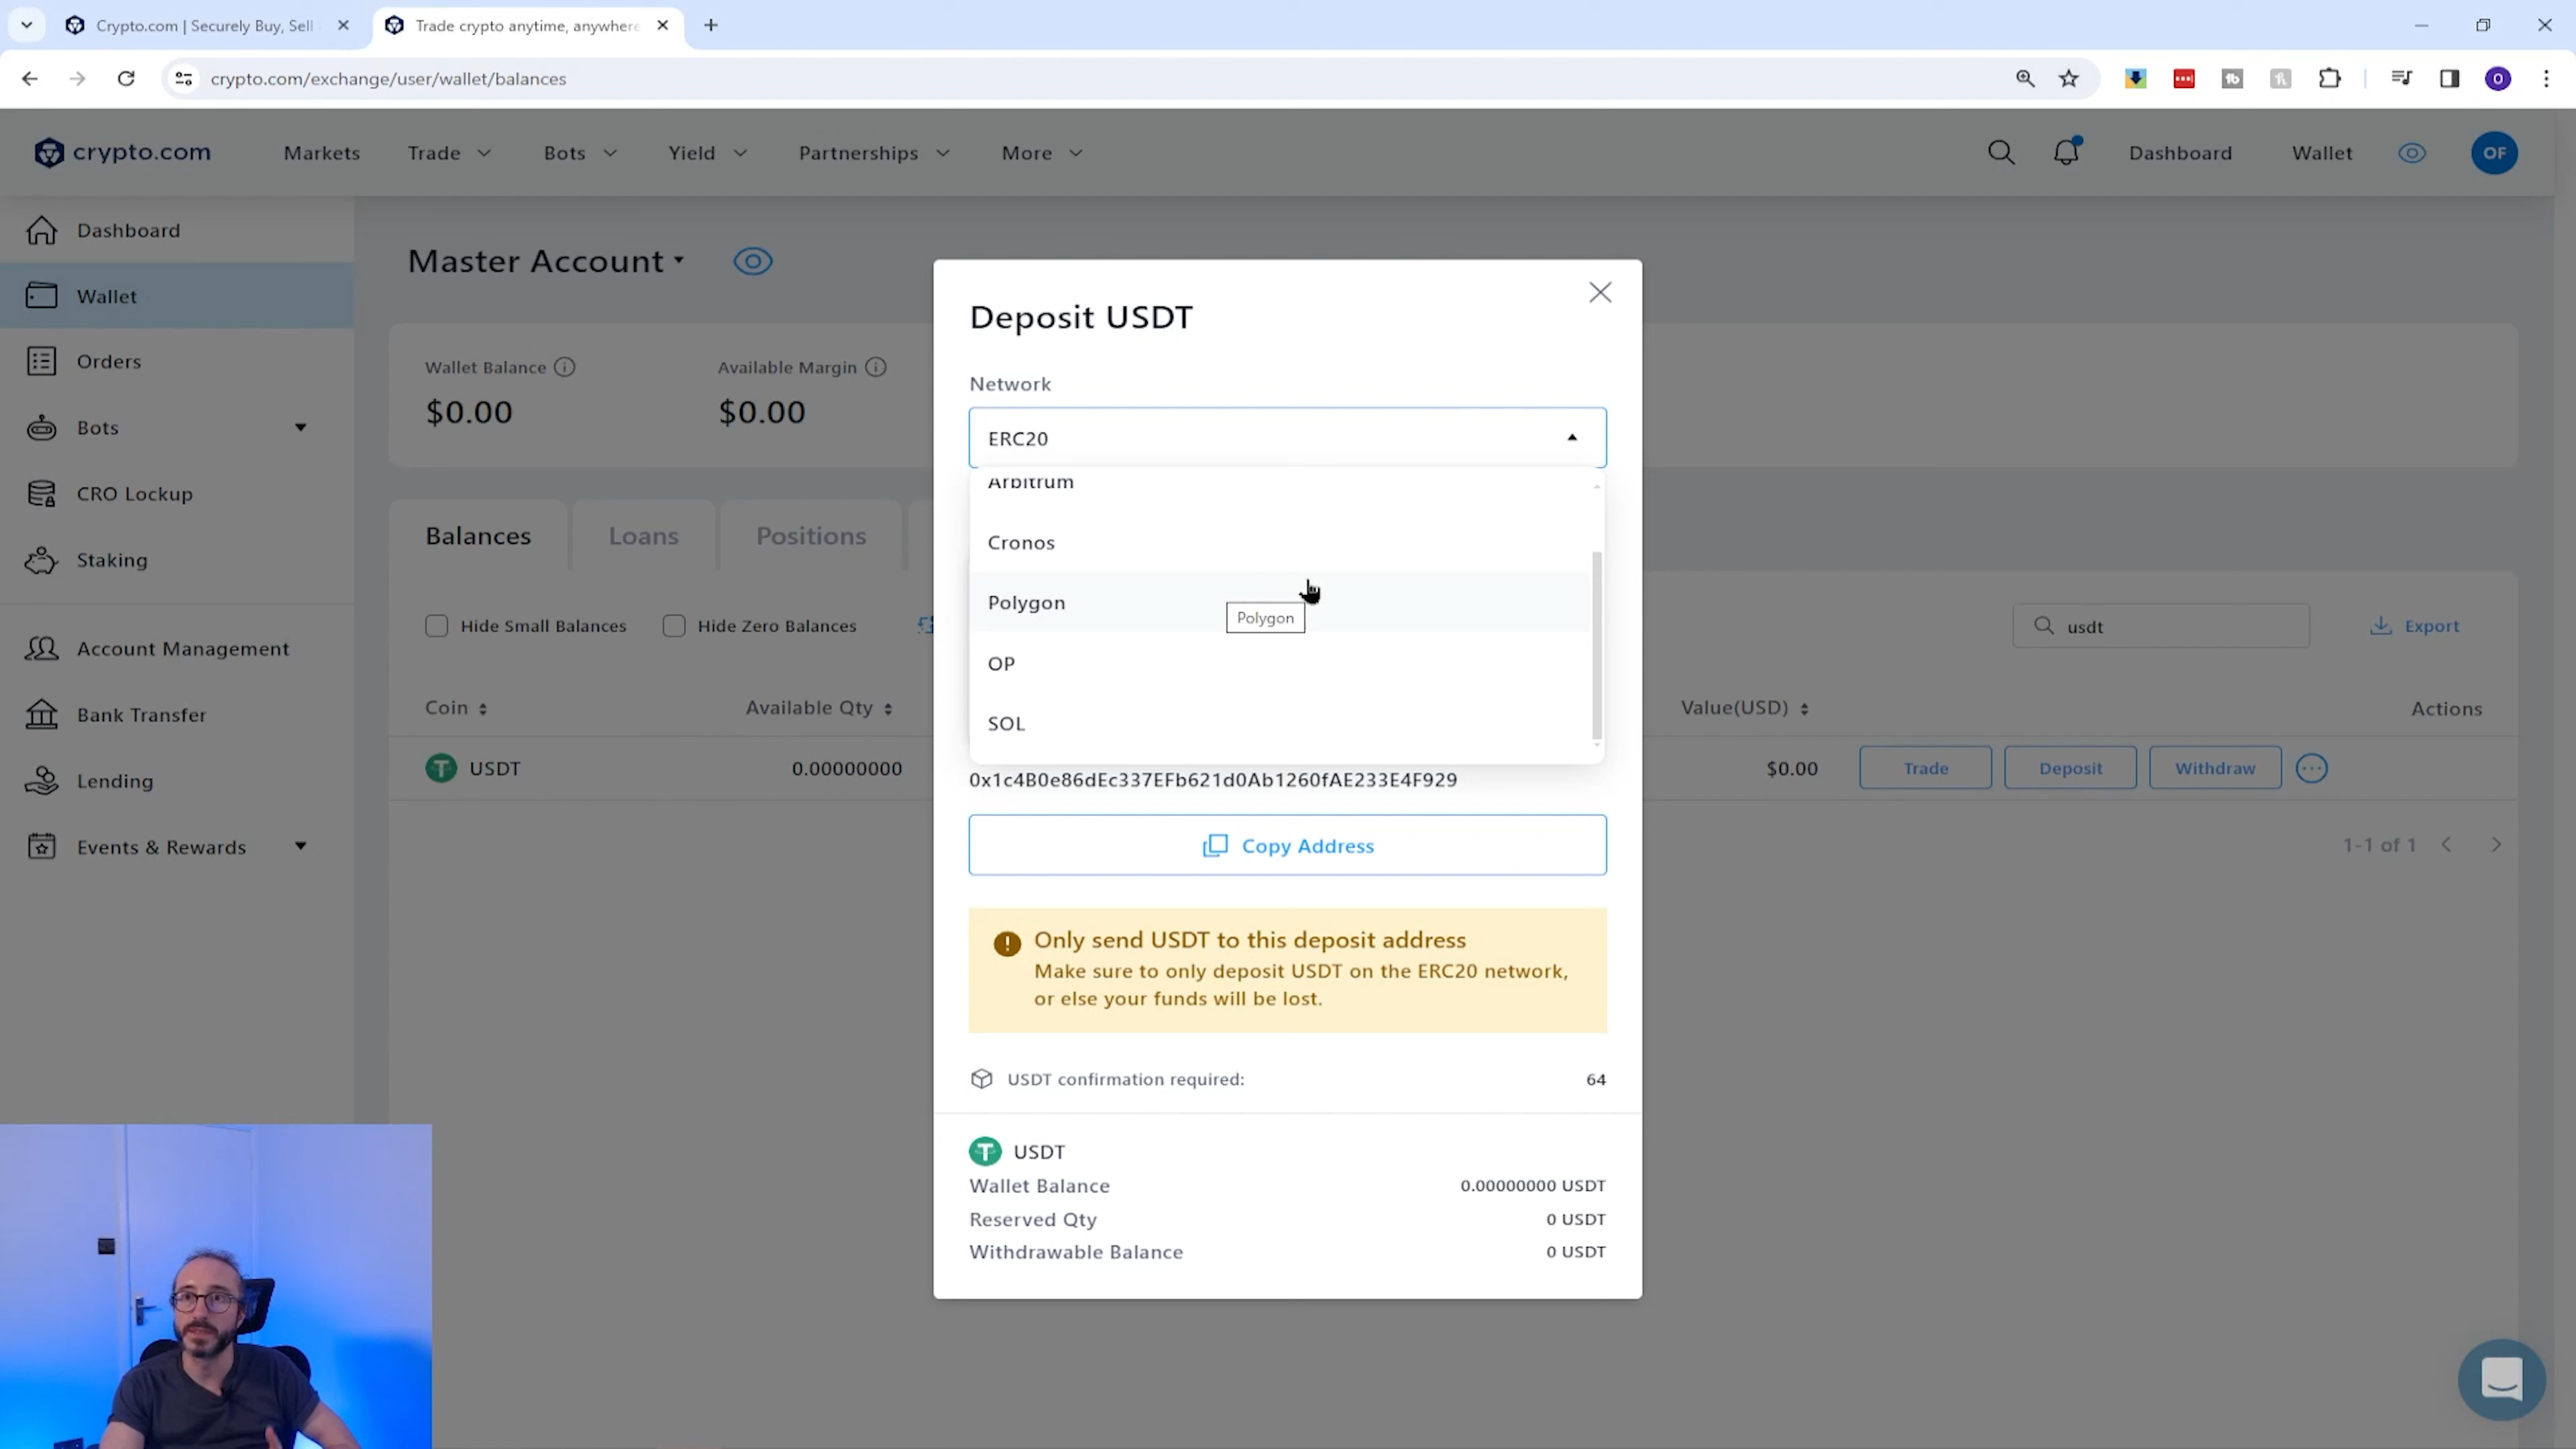 Crypto.com | Securely Buy, Sell
Trade crypto anytime, anywhere
crypto.com/exchange/user/wallet/balances
O
crypto.com
Markets
Trade
Bots
Yield
Partnerships
More
Dashboard
Wallet
OF
Dashboard
Wallet
Orders
Bots
CRO Lockup
Staking
Account Management
Bank Transfer
Lending
Events & Rewards
Master Account
Wallet Balance
$0.00
Available Margin
$0.00
Balances
Loans
Positions
Hide Small Balances
Hide Zero Balances
usdt
Export
Coin
Available Qty
Value(USD)
Actions
USDT
0.00000000
$0.00
Trade
Deposit
Withdraw
1-1 of 1
Deposit USDT
Network
ERC20
Arbitrum
Cronos
Polygon
Polygon
OP
SOL
0x1c4B0e86dEc337EFb621d0Ab1260fAE233E4F929
Copy Address
Only send USDT to this deposit address
Make sure to only deposit USDT on the ERC20 network,
or else your funds will be lost.
USDT confirmation required: 64
USDT
Wallet Balance 0.00000000 USDT
Reserved Qty 0 USDT
Withdrawable Balance 0 USDT